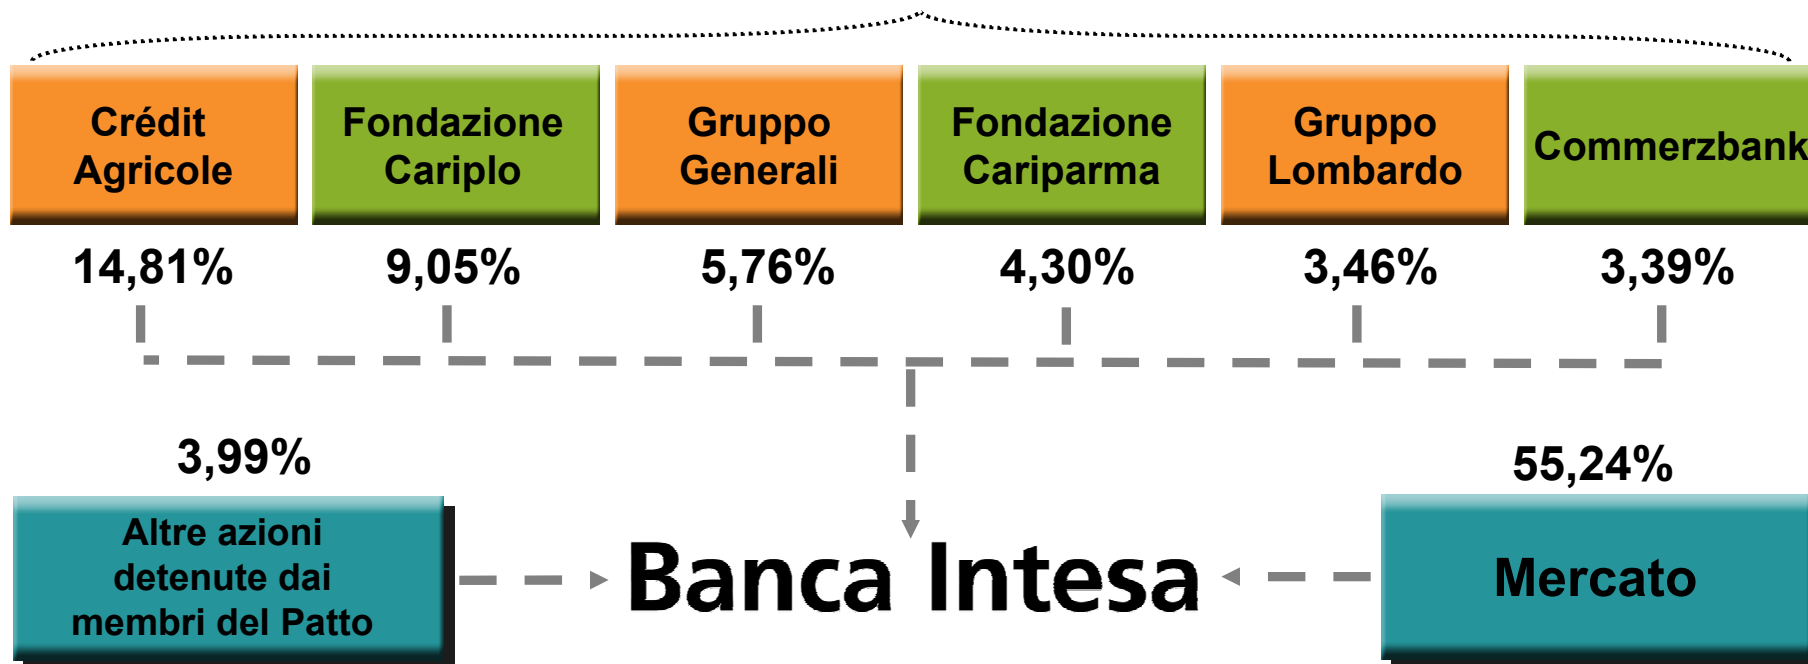 Crédit
Agricole
Fondazione
Cariplo
Gruppo
Generali
Fondazione
Cariparma
Gruppo
Lombardo
Commerzbank
14,81%
9,05%
5,76%
4,30%
3,46%
3,39%
3,99%
55,24%
Altre azioni
detenute dai
membri del Patto
Banca Intesa
Mercato